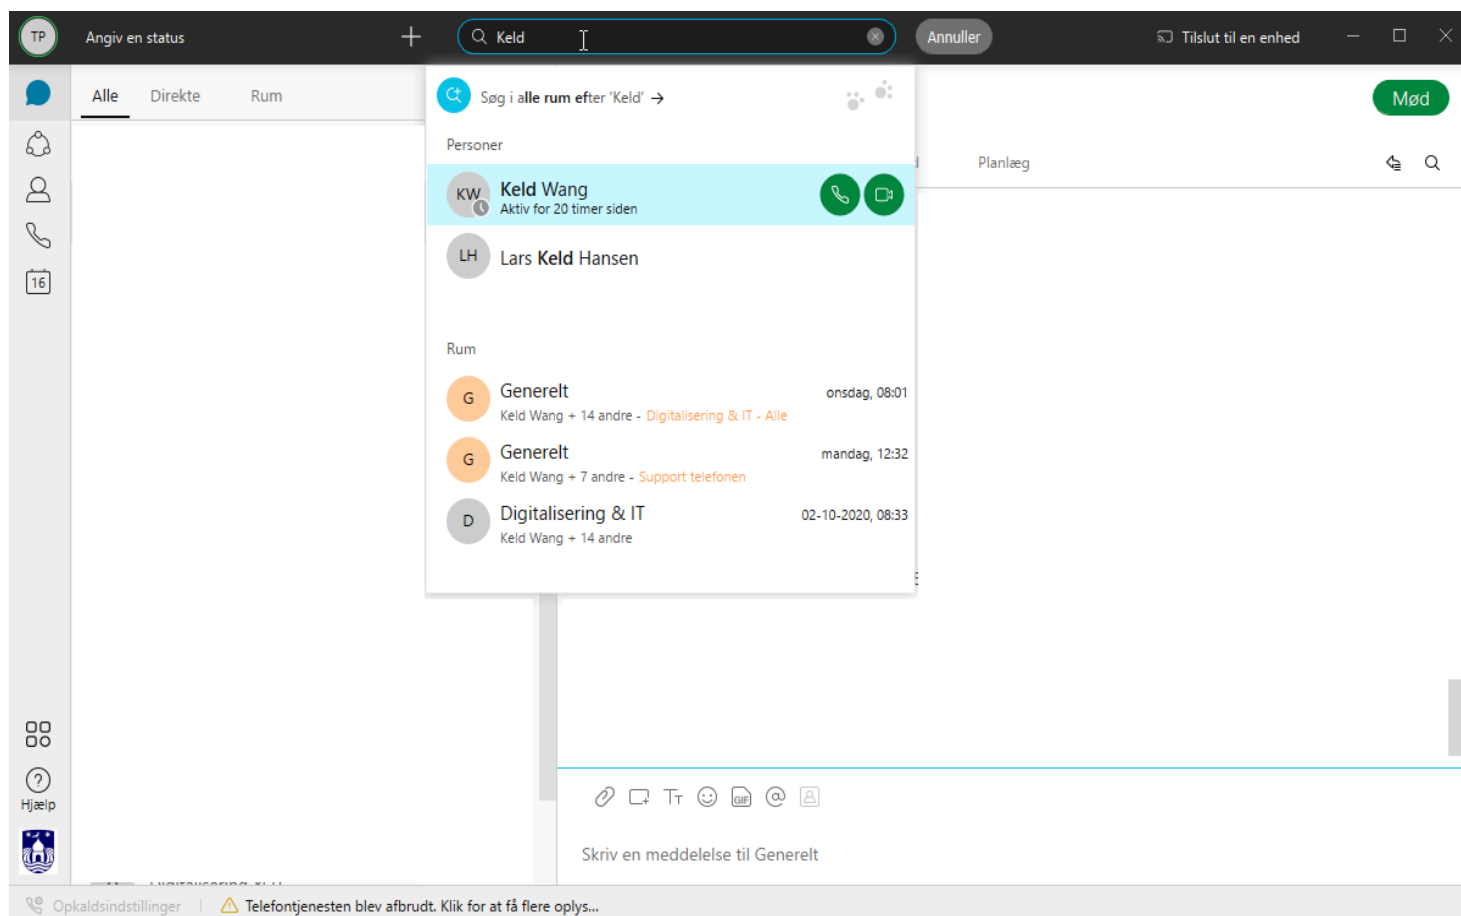 TP
Angiv en status
Keld
Annuller
Tilslut til en enhed
Alle
Direkte
Rum
Søg i alle rum efter 'Keld' →
Mød
Personer
Planlæg
KW
Keld Wang
Aktiv for 20 timer siden
LH
Lars Keld Hansen
16
Rum
G
Generelt
onsdag, 08:01
Keld Wang + 14 andre - Digitalisering & IT - Alle
G
Generelt
mandag, 12:32
Keld Wang + 7 andre - Support telefonen
D
Digitalisering & IT
02-10-2020, 08:33
Keld Wang + 14 andre
Hjælp
GIF
Skriv en meddelelse til Generelt
Opkaldsindstillinger
Telefontjenesten blev afbrudt. Klik for at få flere oplys...